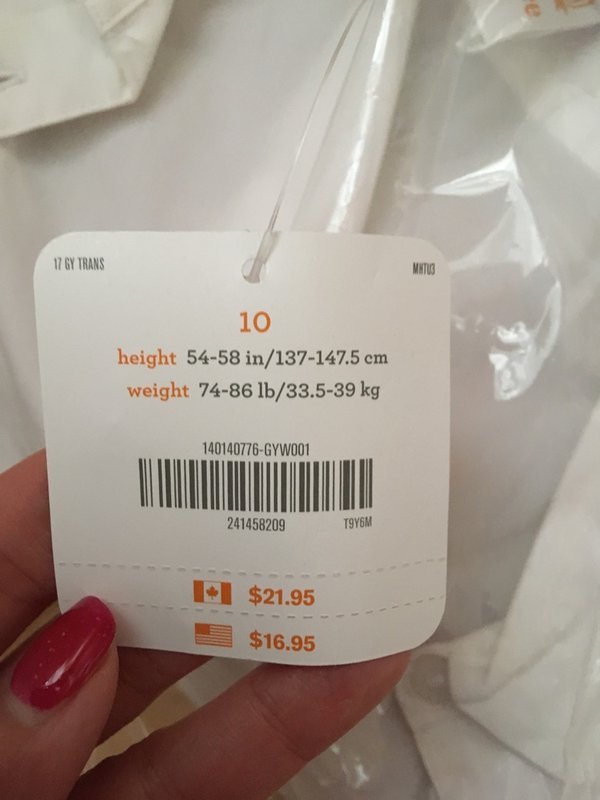 17 GY TRANS
MHTU3
10
height 54-58 in/137-147.5 cm
weight 74-86 lb/33.5-39 kg
140140776-GYW001
241458209
T9Y6M
$21.95
$16.95